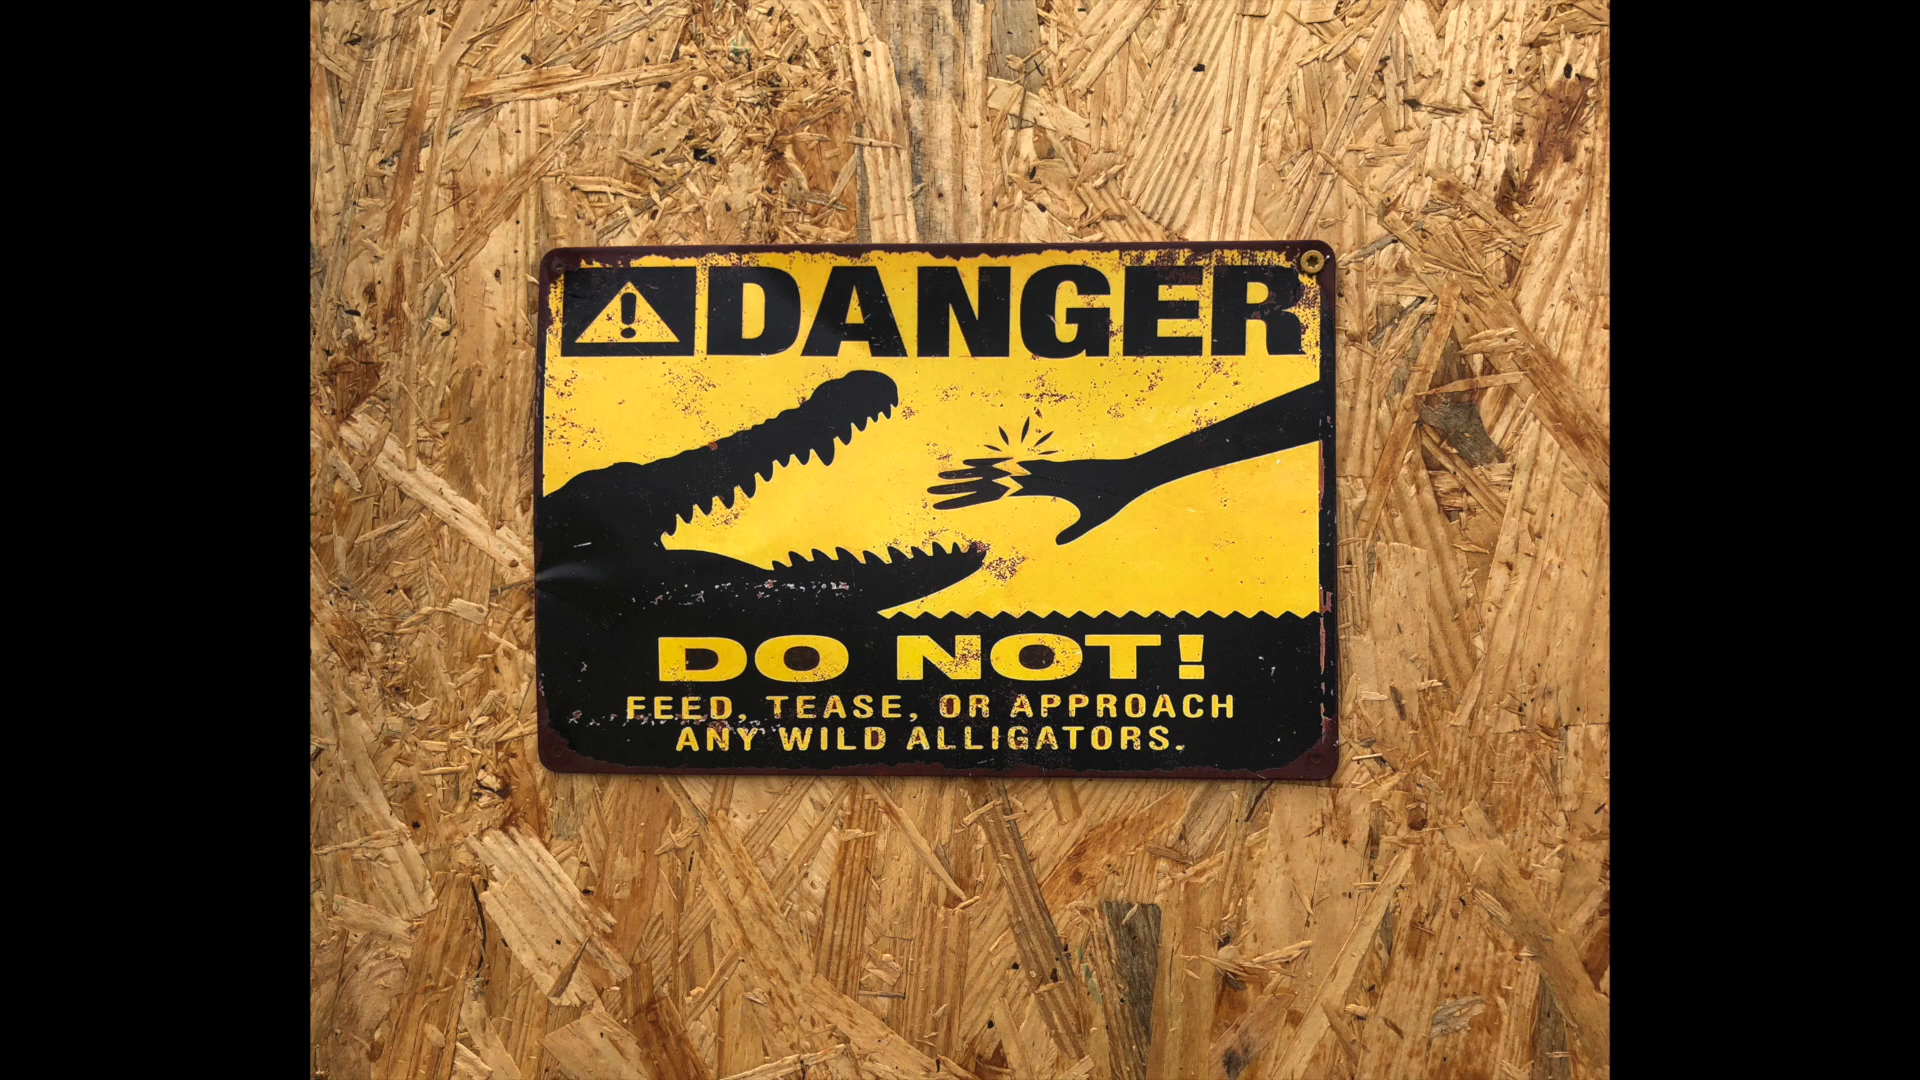 DANGER
DO NOT!
FEED, TEASE, OR APPROACH
ANY WILD ALLIGATORS.